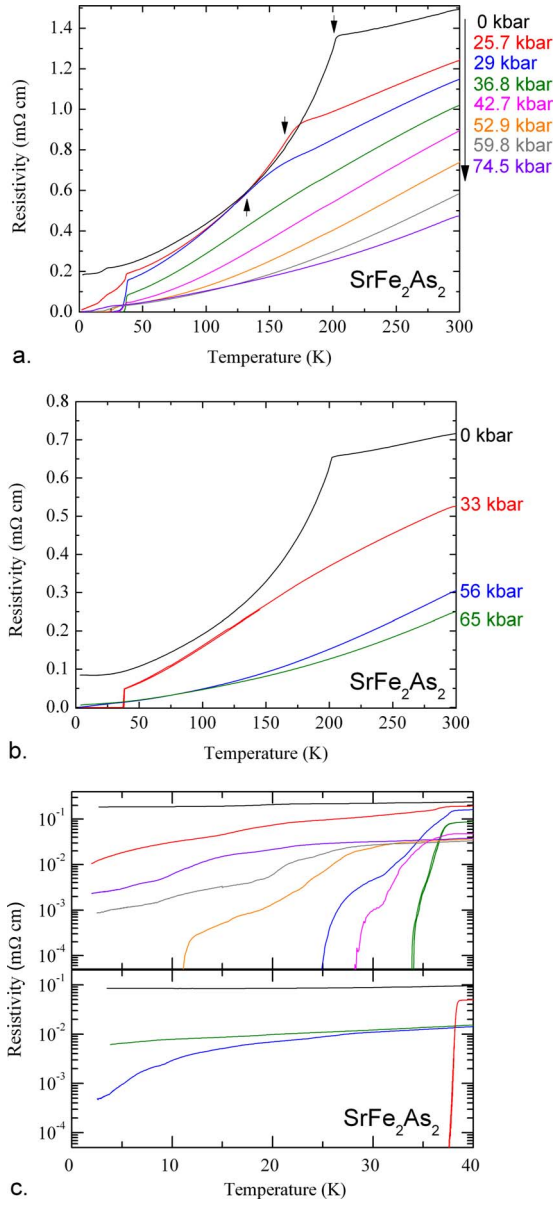 1.4
1.2
1.0
0.8
0.6
0.4
0.2
0.0
Resistivity (mΩ cm)
0 kbar
25.7 kbar
29 kbar
36.8 kbar
42.7 kbar
52.9 kbar
59.8 kbar
74.5 kbar
SrFe2As2
0 50 100 150 200 250 300
Temperature (K)
a.
0.8
0.7
0.6
0.5
0.4
0.3
0.2
0.1
0.0
Resistivity (mΩ cm)
0 kbar
33 kbar
56 kbar
65 kbar
SrFe2As2
0 50 100 150 200 250 300
Temperature (K)
b.
10-1
10-2
10-3
10-4
10-1
10-2
10-3
10-4
Resistivity (mΩ cm)
SrFe2As2
0 10 20 30 40
Temperature (K)
c.